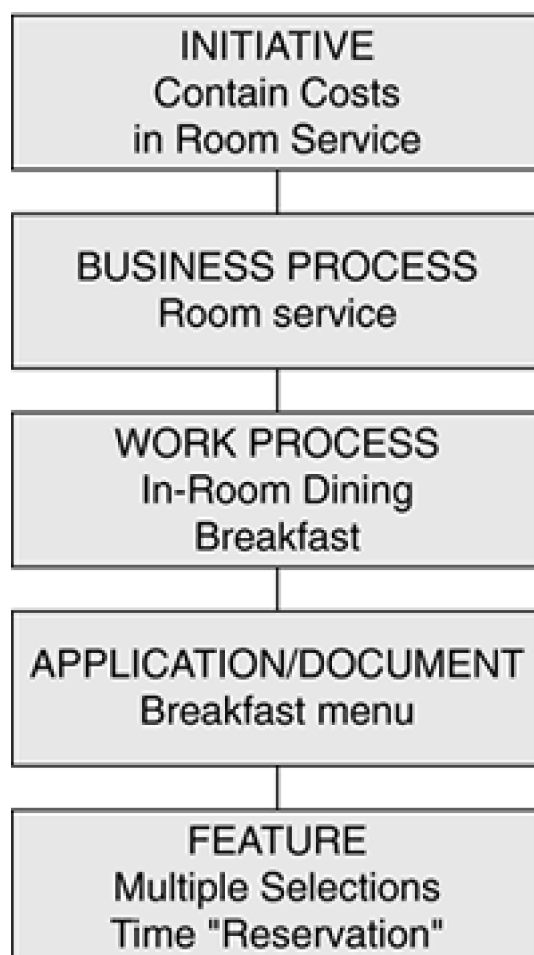 INITIATIVE
Contain Costs
in Room Service
BUSINESS PROCESS
Room service
WORK PROCESS
In-Room Dining
Breakfast
APPLICATION/DOCUMENT
Breakfast menu
FEATURE
Multiple Selections
Time "Reservation"